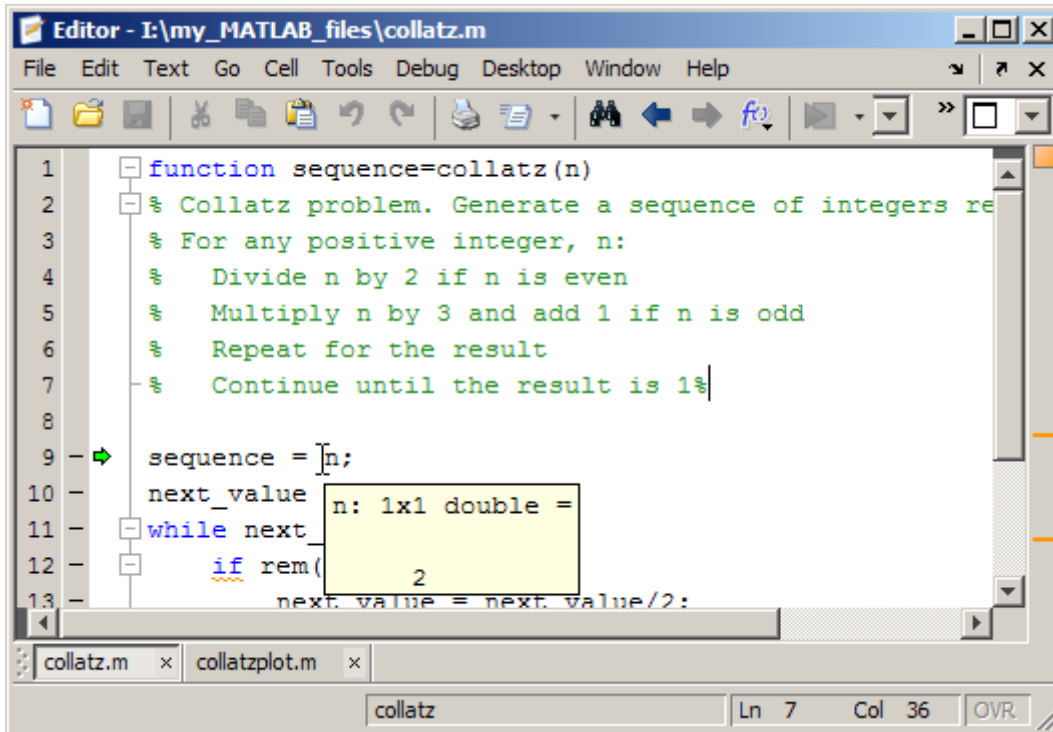 Editor - I:\my_MATLAB_files\collatz.m
File Edit Text Go Cell Tools Debug Desktop Window Help
1 function sequence=collatz(n)
2 % Collatz problem. Generate a sequence of integers re
3 % For any positive integer, n:
4 %   Divide n by 2 if n is even
5 %   Multiply n by 3 and add 1 if n is odd
6 %   Repeat for the result
7 %   Continue until the result is 1%
8
9 – sequence = n;
10 – next_value
n: 1x1 double =
11 – while next_
12 – if rem(
2
13 – next_value = next_value/2;
collatz.m × collatzplot.m ×
collatz Ln 7 Col 36 OVR